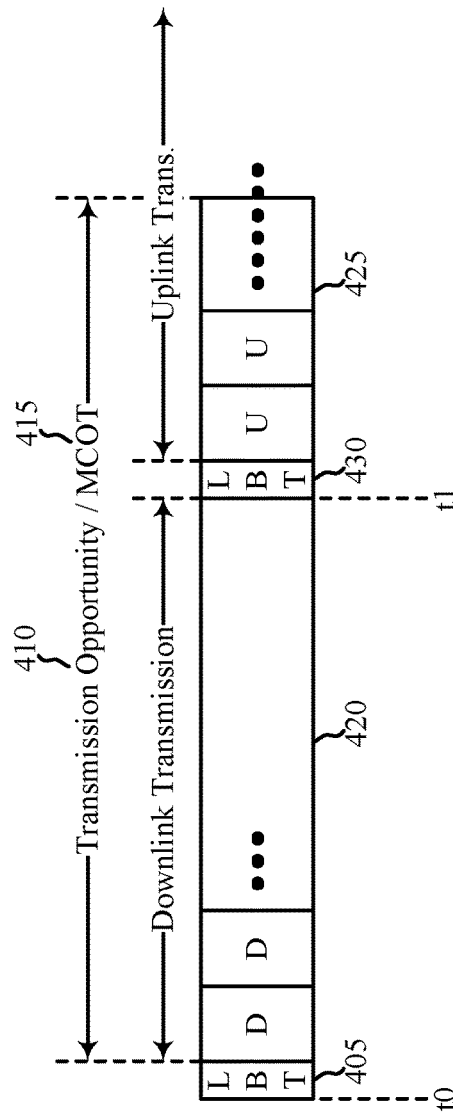 410
415
Transmission Opportunity / MCOT
Downlink Transmission
Uplink Trans.
L B T
D
D
L B T
U
U
405
420
430
425
t0
t1